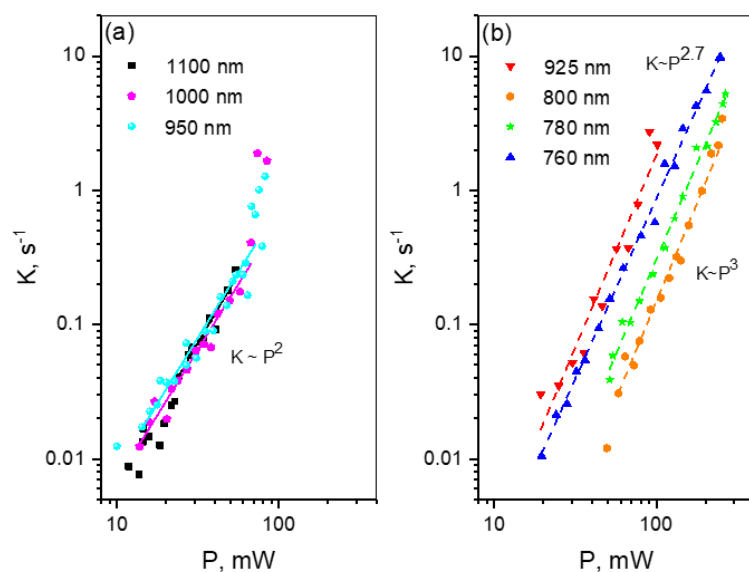 (a)
1100 nm
1000 nm
950 nm
K ~ P²
10
1
0.1
0.01
K, s⁻¹
10
100
P, mW
(b)
925 nm
800 nm
780 nm
760 nm
K~P²·⁷
K~P³
10
1
0.1
0.01
K, s⁻¹
10
100
P, mW